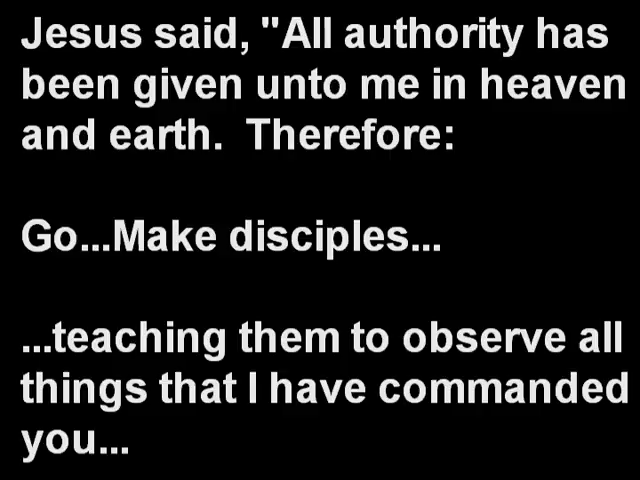 Jesus said, "All authority has
been given unto me in heaven
and earth.  Therefore:
Go...Make disciples...
...teaching them to observe all
things that I have commanded
you...